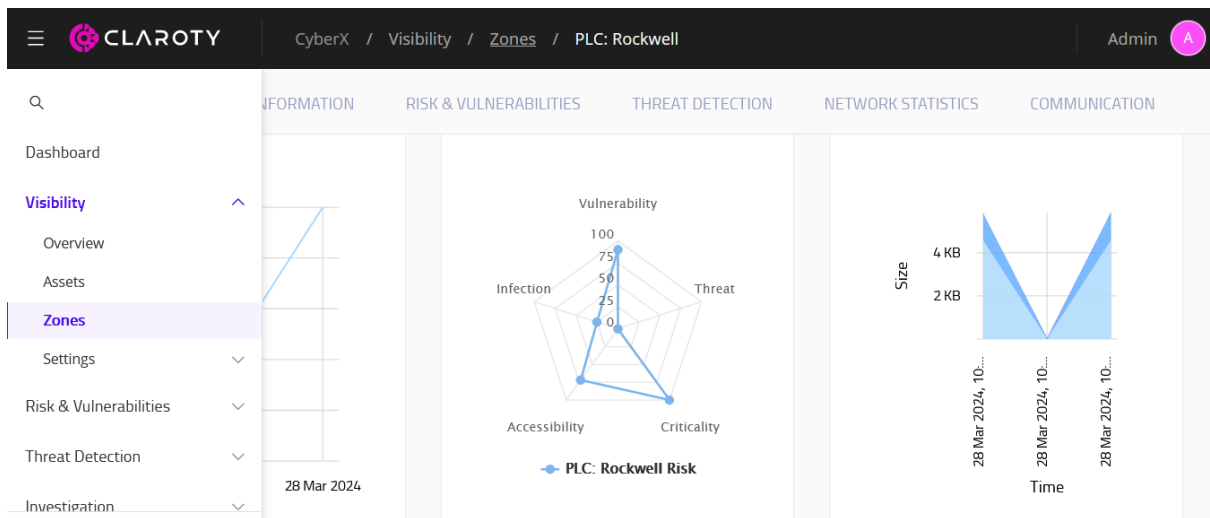 CLAROTY
CyberX / Visibility / Zones / PLC: Rockwell
Admin A
Dashboard
Visibility
Overview
Assets
Zones
Settings
Risk & Vulnerabilities
Threat Detection
Investigation
NFORMATION RISK & VULNERABILITIES THREAT DETECTION NETWORK STATISTICS COMMUNICATION
28 Mar 2024
Vulnerability
100
75
50
25
0
Infection
Threat
Accessibility
Criticality
PLC: Rockwell Risk
Size
4 KB
2 KB
28 Mar 2024, 10:...
28 Mar 2024, 10:...
28 Mar 2024, 10:...
Time